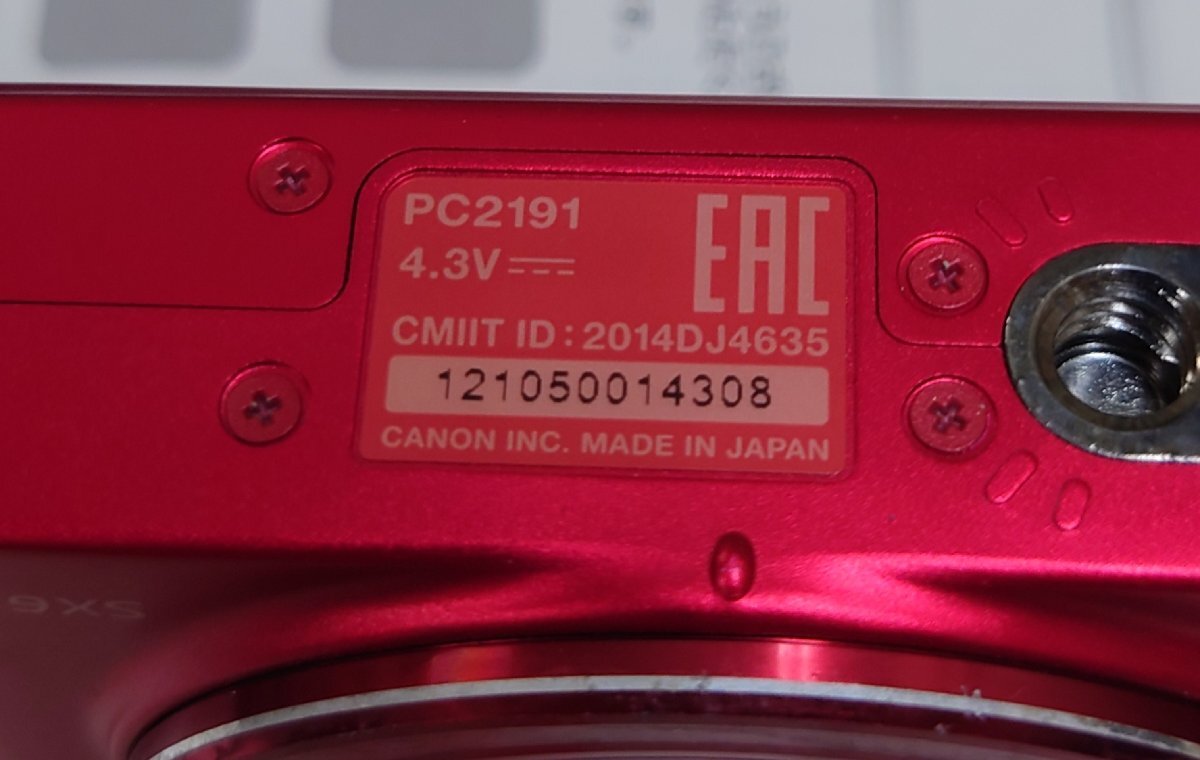 PC2191
4.3V
EAC
CMIIT ID : 2014DJ4635
121050014308
CANON INC. MADE IN JAPAN